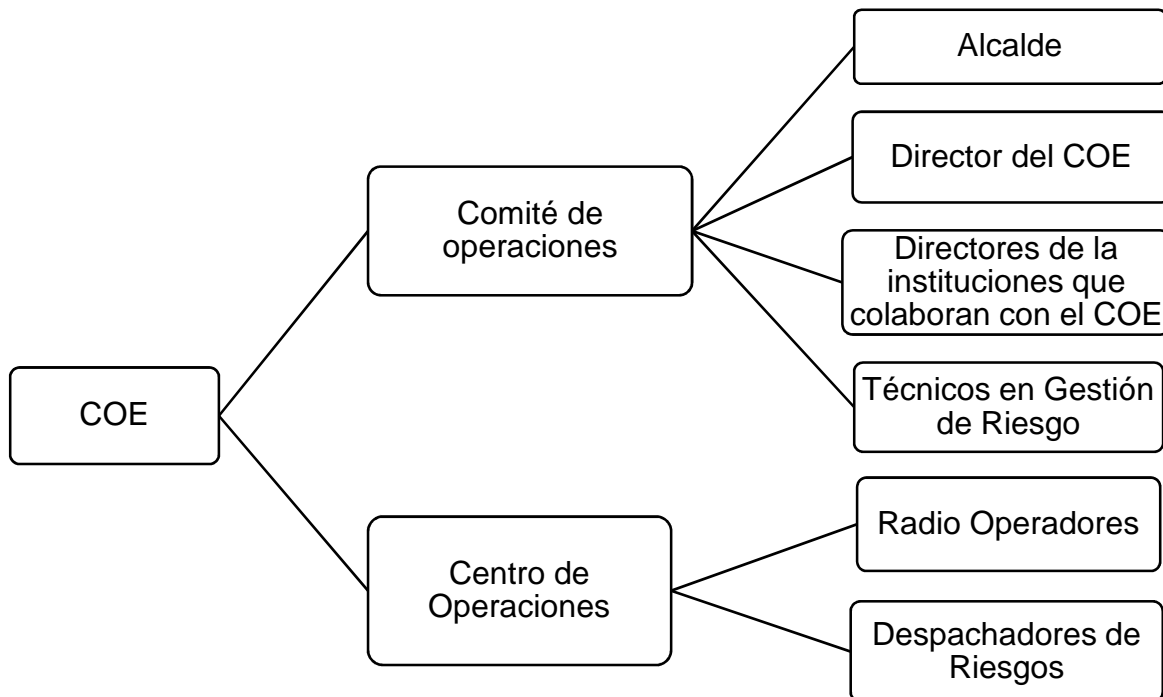 COE
Comité de
operaciones
Alcalde
Director del COE
Directores de la
instituciones que
colaboran con el COE
Técnicos en Gestión
de Riesgo
Centro de
Operaciones
Radio Operadores
Despachadores de
Riesgos